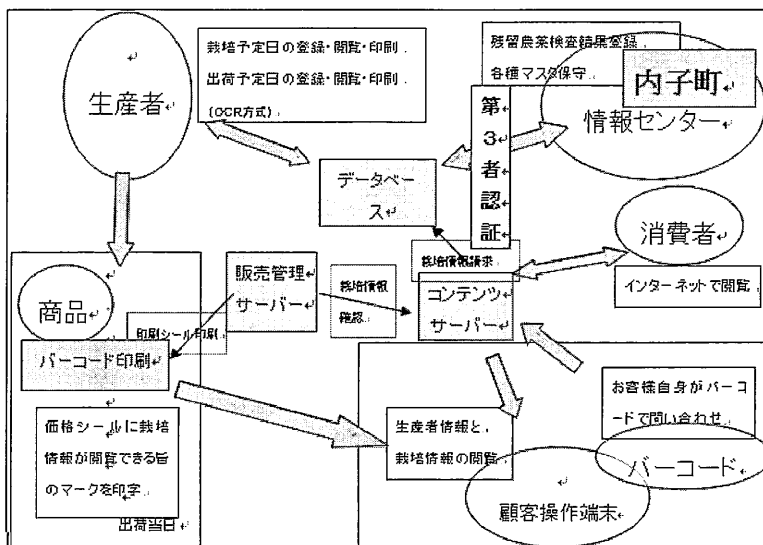 生産者
栽培予定日の登録・閲覧・印刷
出荷予定日の登録・閲覧・印刷
(OCR方式)
残留農薬検査結果登録
各種マスタ保守
内子町
情報センター
第3者認証
データベー
ス
消費者
インターネットで閲覧
栽培情報請求
コンテンツ
サーバー
販売管理
サーバー
栽培情報
確認
商品
印刷シール印刷
バーコード印刷
価格シールに栽培
情報が閲覧できる旨
のマークを印字
出荷当日
生産者情報と、
栽培情報の閲覧
お客様自身がバーコ
ードで問い合わせ
バーコード
顧客操作端末